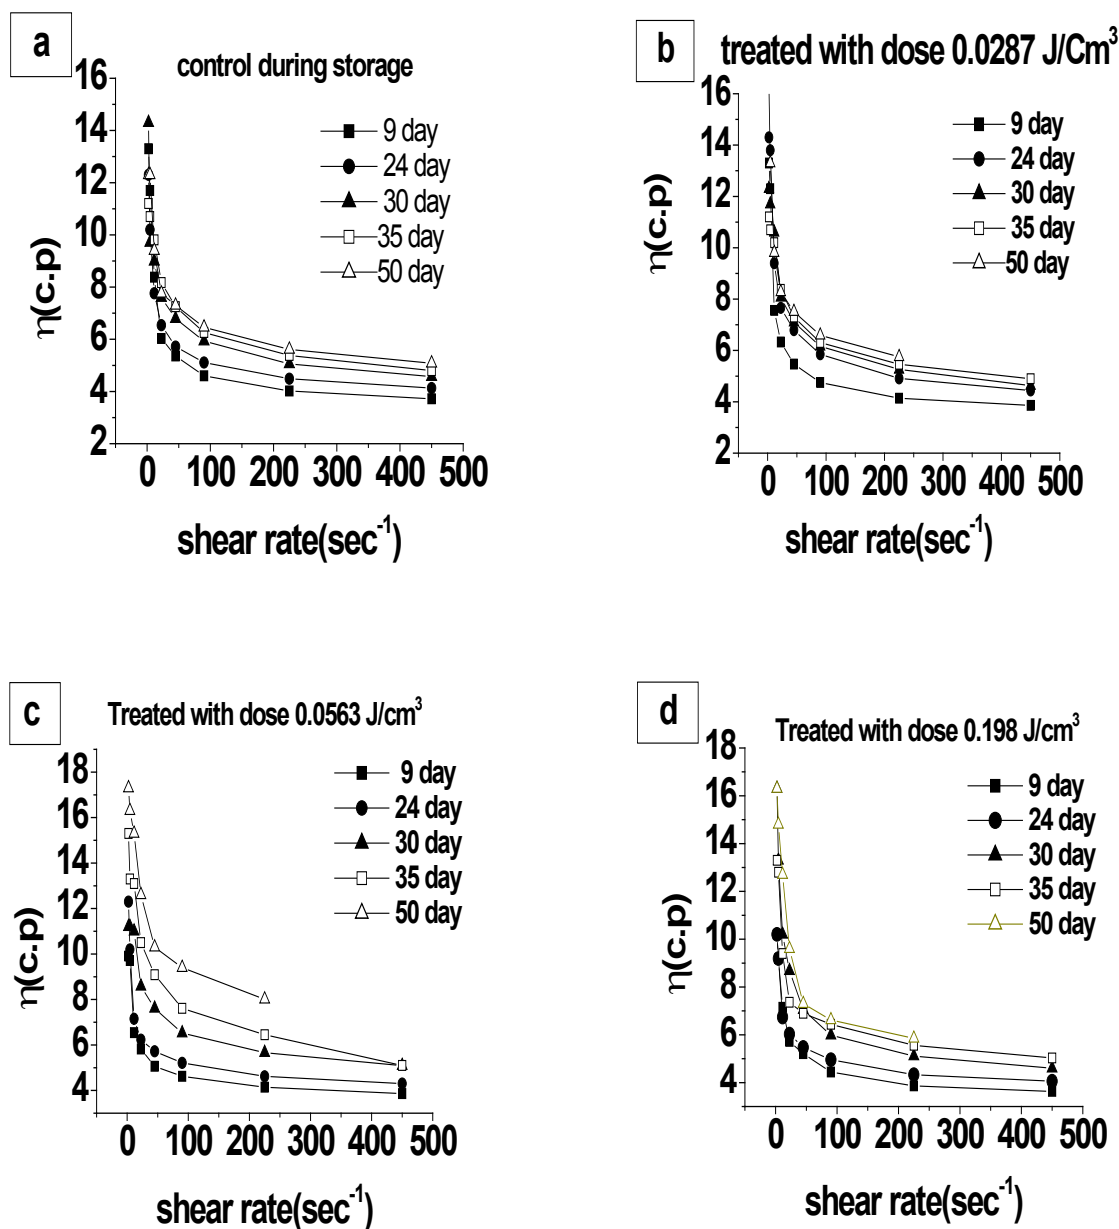 a
control during storage
16
14
12
10
8
6
4
2
η(c.p)
9 day
24 day
30 day
35 day
50 day
0 100 200 300 400 500
shear rate(sec⁻¹)
b
treated with dose 0.0287 J/Cm³
16
14
12
10
8
6
4
2
η(c.p)
9 day
24 day
30 day
35 day
50 day
0 100 200 300 400 500
shear rate(sec⁻¹)
c
Treated with dose 0.0563 J/cm³
18
16
14
12
10
8
6
4
η(c.p)
9 day
24 day
30 day
35 day
50 day
0 100 200 300 400 500
shear rate(sec⁻¹)
d
Treated with dose 0.198 J/cm³
18
16
14
12
10
8
6
4
η(c.p)
9 day
24 day
30 day
35 day
50 day
0 100 200 300 400 500
shear rate(sec⁻¹)